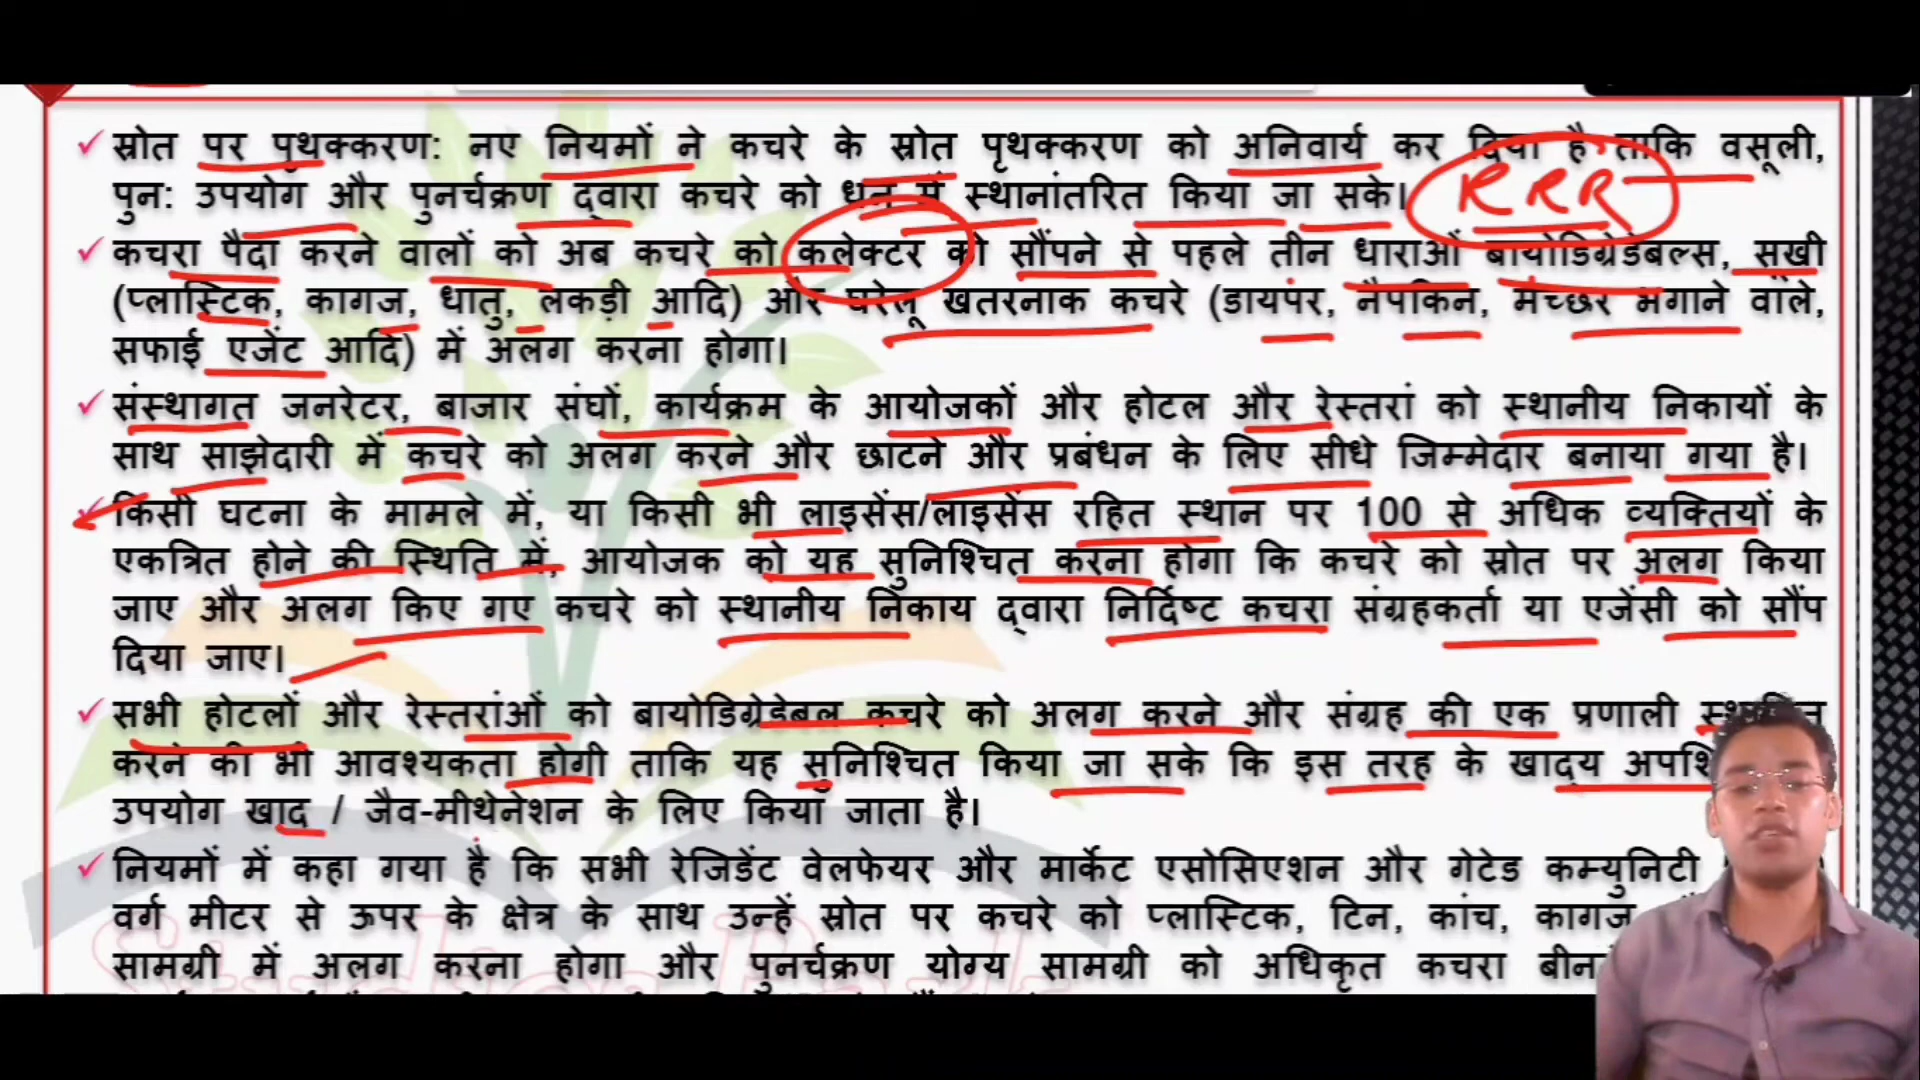 स्रोत पर पृथक्करण: नए नियमों ने कचरे के स्रोत पृथक्करण को अनिवार्य कर दिया है ताकि वसूली,
पुन: उपयोग और पुनर्चक्रण द्वारा कचरे को धन में स्थानांतरित किया जा सके।
RRR
कचरा पैदा करने वालों को अब कचरे को कलेक्टर को सौंपने से पहले तीन धाराओं बायोडिग्रेडेबल्स, सूखी
(प्लास्टिक, कागज, धातु, लकड़ी आदि) और घरेलू खतरनाक कचरे (डायपर, नैपकिन, मच्छर भगाने वाले,
सफाई एजेंट आदि) में अलग करना होगा।
संस्थागत जनरेटर, बाजार संघों, कार्यक्रम के आयोजकों और होटल और रेस्तरां को स्थानीय निकायों के
साथ साझेदारी में कचरे को अलग करने और छाटने और प्रबंधन के लिए सीधे जिम्मेदार बनाया गया है।
किसी घटना के मामले में, या किसी भी लाइसेंस/लाइसेंस रहित स्थान पर 100 से अधिक व्यक्तियों के
एकत्रित होने की स्थिति में, आयोजक को यह सुनिश्चित करना होगा कि कचरे को स्रोत पर अलग किया
जाए और अलग किए गए कचरे को स्थानीय निकाय द्वारा निर्दिष्ट कचरा संग्रहकर्ता या एजेंसी को सौंप
दिया जाए।
सभी होटलों और रेस्तरांओं को बायोडिग्रेडेबल कचरे को अलग करने और संग्रह की एक प्रणाली
करने की भी आवश्यकता होगी ताकि यह सुनिश्चित किया जा सके कि इस तरह के खाद्य
उपयोग खाद / जैव-मीथेनेशन के लिए किया जाता है।
नियमों में कहा गया है कि सभी रेजिडेंट वेलफेयर और मार्केट एसोसिएशन और गेटेड कम्युनिटी
वर्ग मीटर से ऊपर के क्षेत्र के साथ उन्हें स्रोत पर कचरे को प्लास्टिक, टिन, कांच, कागज
सामग्री में अलग करना होगा और पुनर्चक्रण योग्य सामग्री को अधिकृत कचरा